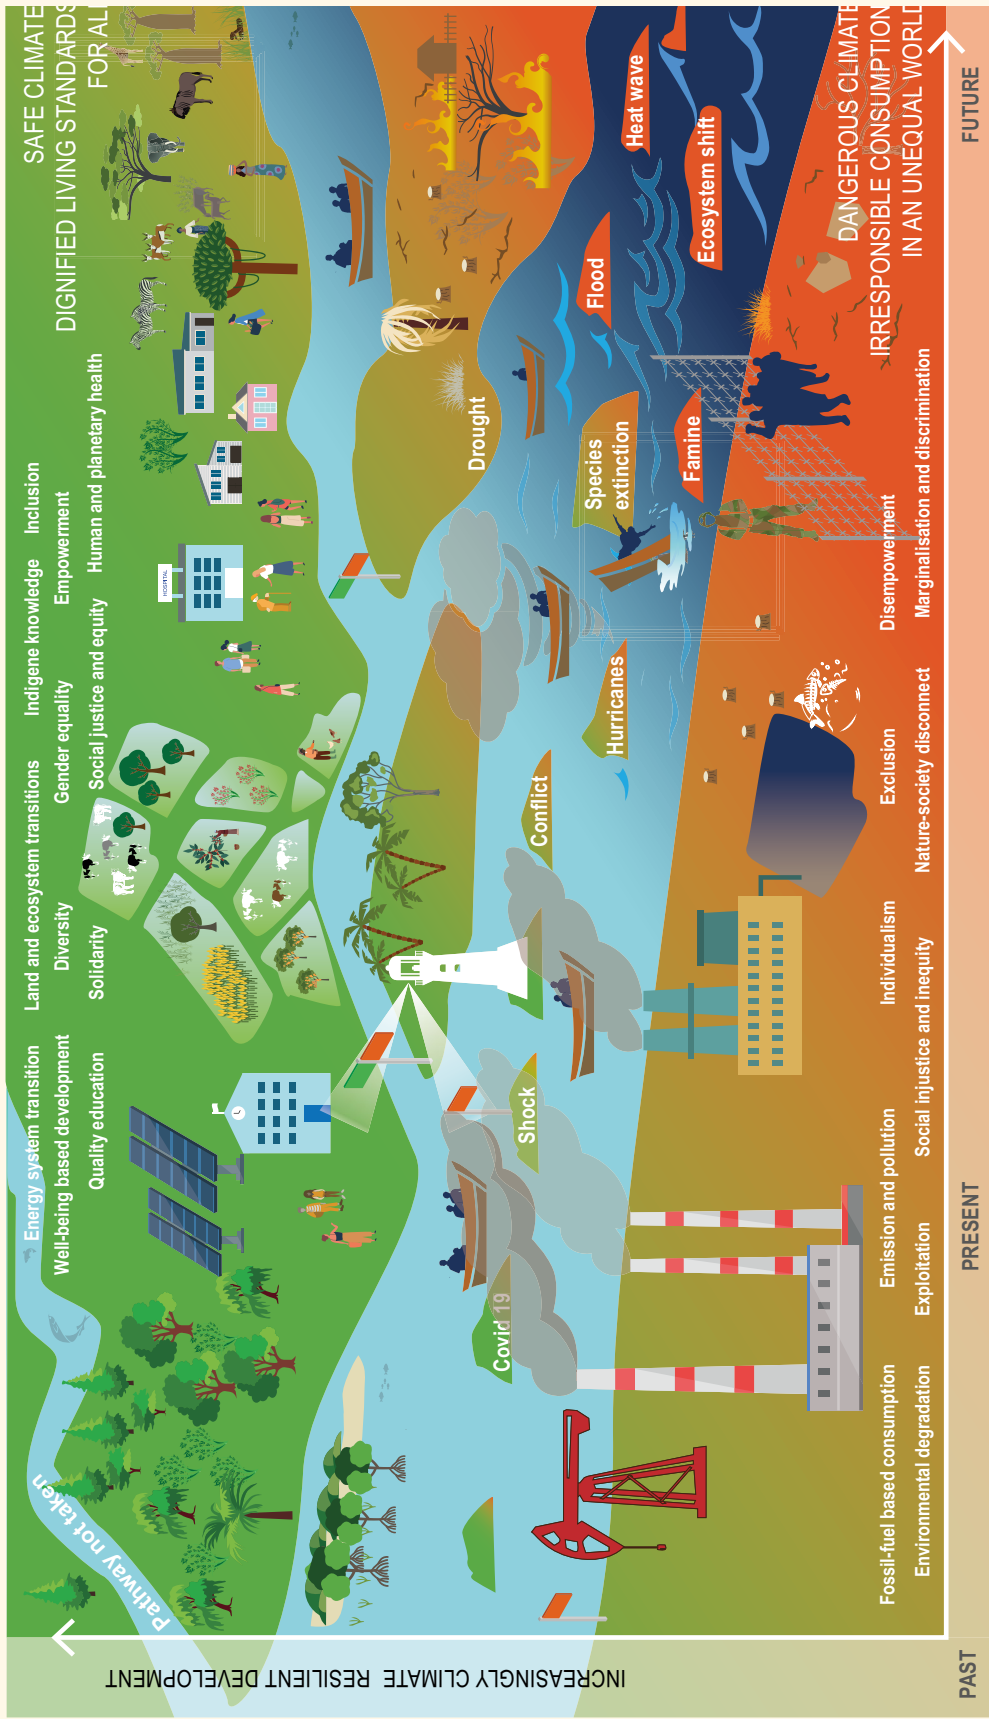 SAFE CLIMATE
DIGNIFIED LIVING STANDARDS
FOR ALL
Energy system transition
Land and ecosystem transitions
Indigene knowledge
Inclusion
Well-being based development
Diversity
Gender equality
Empowerment
Quality education
Solidarity
Social justice and equity
Human and planetary health
Pathway not taken
HOSPITAL
Covid 19
Shock
Conflict
Hurricanes
Drought
Species
extinction
Flood
Heat wave
Famine
Ecosystem shift
DANGEROUS CLIMATE
IRRESPONSIBLE CONSUMPTION
IN AN UNEQUAL WORLD
Fossil-fuel based consumption
Emission and pollution
Individualism
Exclusion
Disempowerment
Environmental degradation
Exploitation
Social injustice and inequity
Nature-society disconnect
Marginalisation and discrimination
INCREASINGLY CLIMATE RESILIENT DEVELOPMENT
PAST
PRESENT
FUTURE